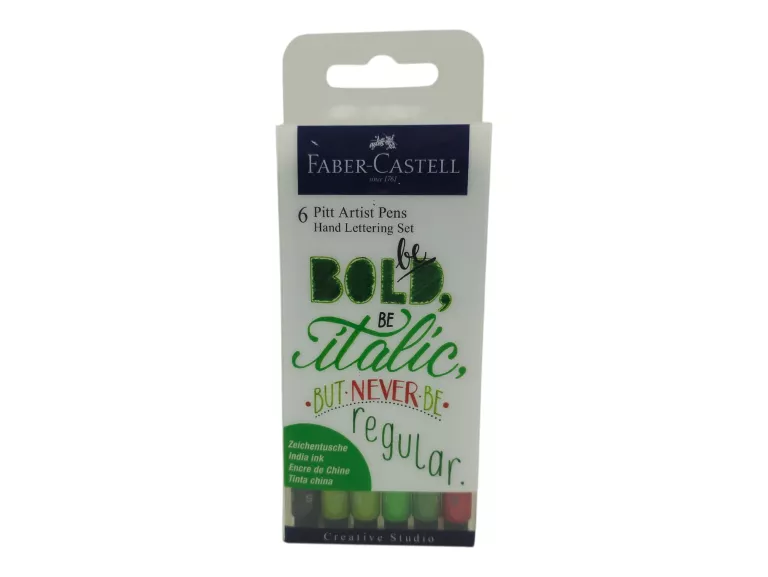 FABER-CASTELL
since 1761
6 Pitt Artist Pens
Hand Lettering Set
be
BOLD,
BE
italic,
·BUT·NEVER·BE·
regular.
Zeichentusche
India ink
Encre de Chine
Tinta china
Creative Studio